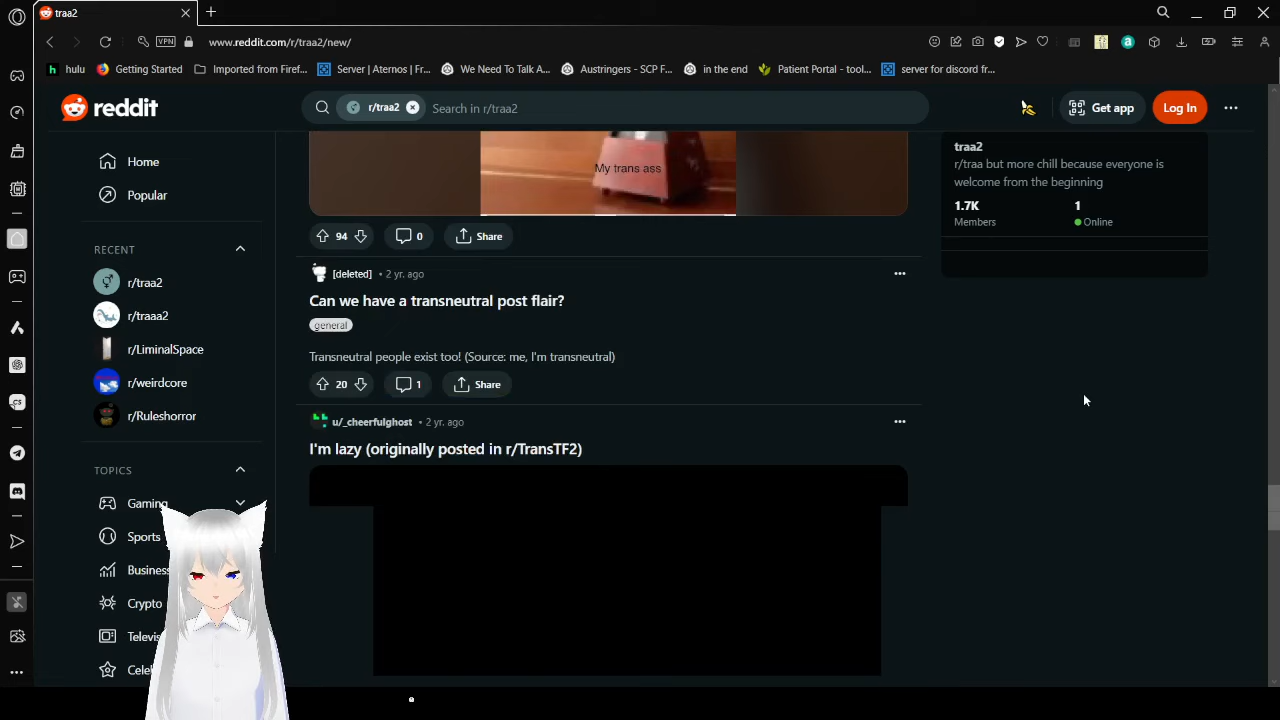 traa2
www.reddit.com/r/traa2/new/
VPN
hulu
Getting Started
Imported from Firef...
Server | Aternos | Fr...
We Need To Talk A...
Austringers - SCP F...
in the end
Patient Portal - tool...
server for discord fr...
reddit
r/traa2
Search in r/traa2
Get app
Log In
Home
Popular
RECENT
r/traa2
r/traaa2
r/LiminalSpace
r/weirdcore
r/Ruleshorror
TOPICS
Gaming
Sports
Business
Crypto
Televis
Celeb
My trans ass
94
0
Share
[deleted] • 2 yr. ago
Can we have a transneutral post flair?
general
Transneutral people exist too! (Source: me, I'm transneutral)
20
1
Share
u/_cheerfulghost • 2 yr. ago
I'm lazy (originally posted in r/TransTF2)
traa2
r/traa but more chill because everyone is
welcome from the beginning
1.7K
1
Members
Online